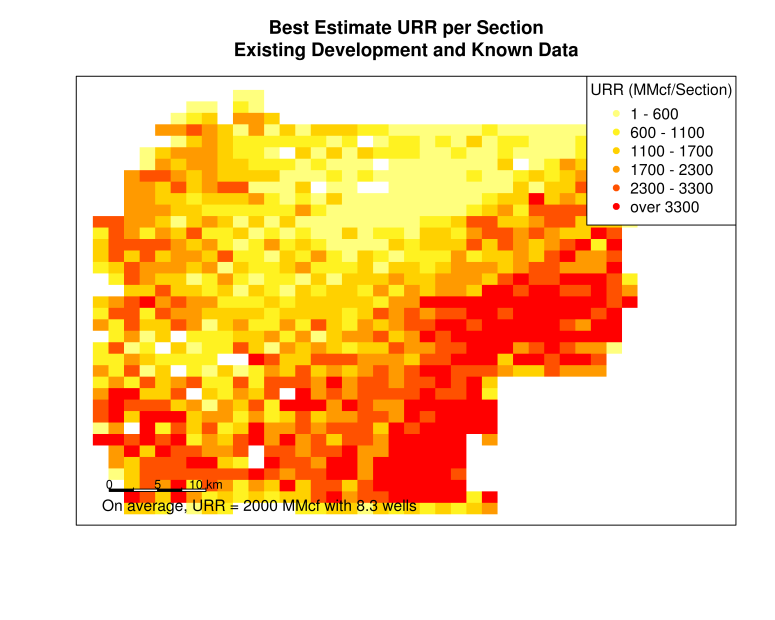 Best Estimate URR per Section
Existing Development and Known Data
URR (MMcf/Section)
1 - 600
600 - 1100
1100 - 1700
1700 - 2300
2300 - 3300
over 3300
0 5 10 km
On average, URR = 2000 MMcf with 8.3 wells